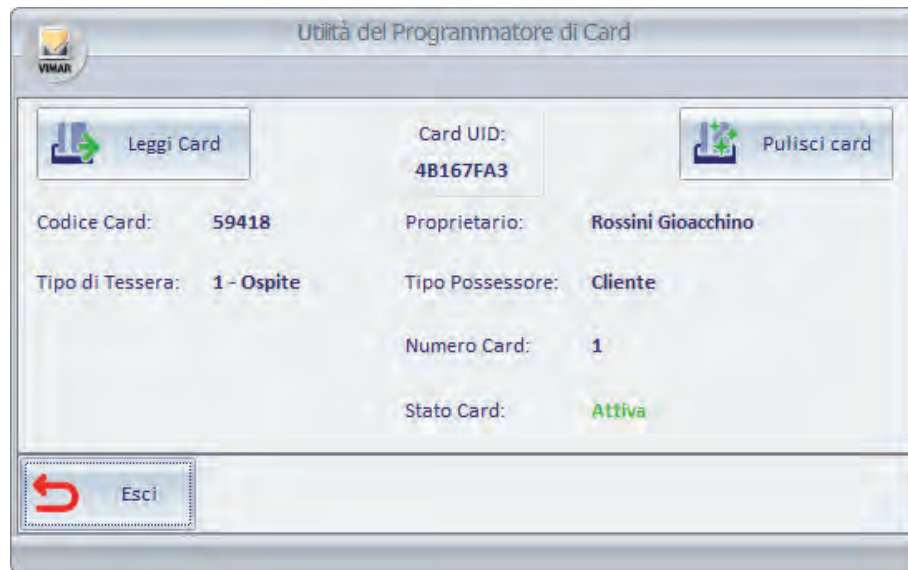 Utilità del Programmatore di Card
VIMAR
Leggi Card
Card UID:
4B167FA3
Pulisci card
Codice Card: 59418 Proprietario: Rossini Gioacchino
Tipo di Tessera: 1 - Ospite Tipo Possessore: Cliente
Numero Card: 1
Stato Card: Attiva
Esci